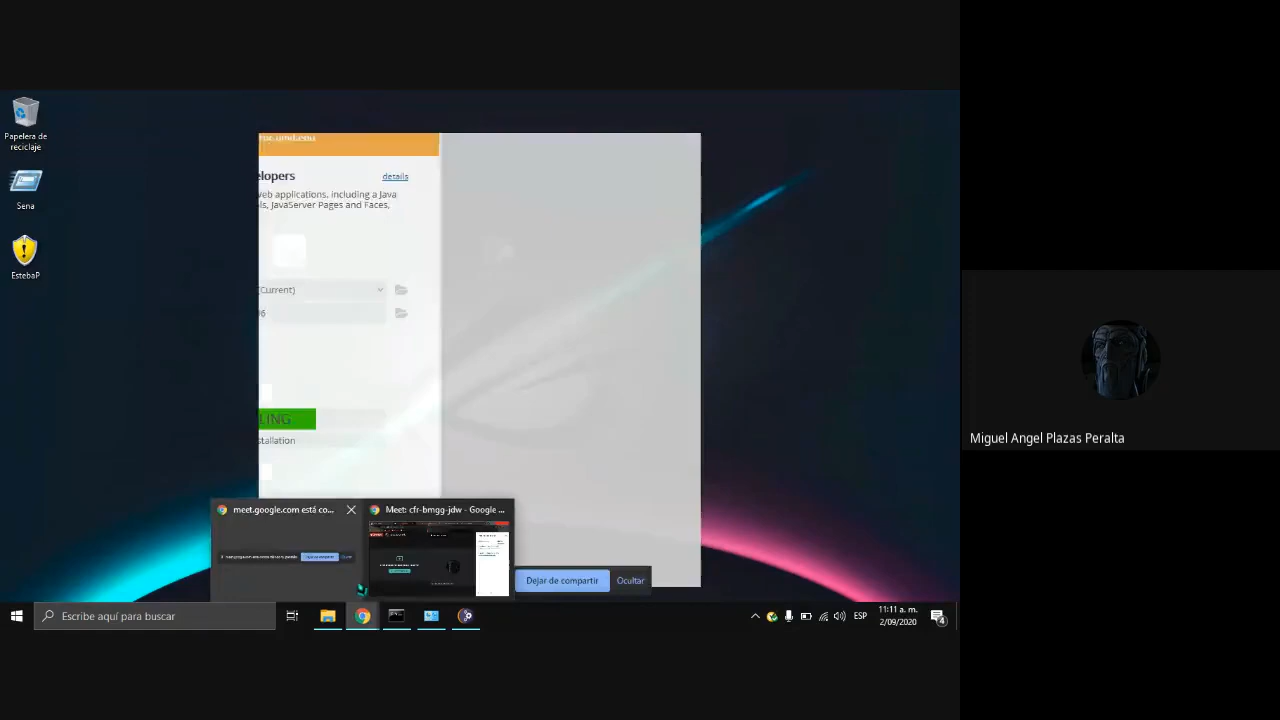 Papelera de
reciclaje
Sena
EstebaP
elopers
details
web applications, including a Java
ls, JavaServer Pages and Faces,
(Current)
LING
stallation
meet.google.com está co...
Meet: cfr-bmgg-jdw - Google ...
Dejar de compartir
Ocultar
Escribe aquí para buscar
ESP
11:11 a. m.
2/09/2020
4
Miguel Angel Plazas Peralta